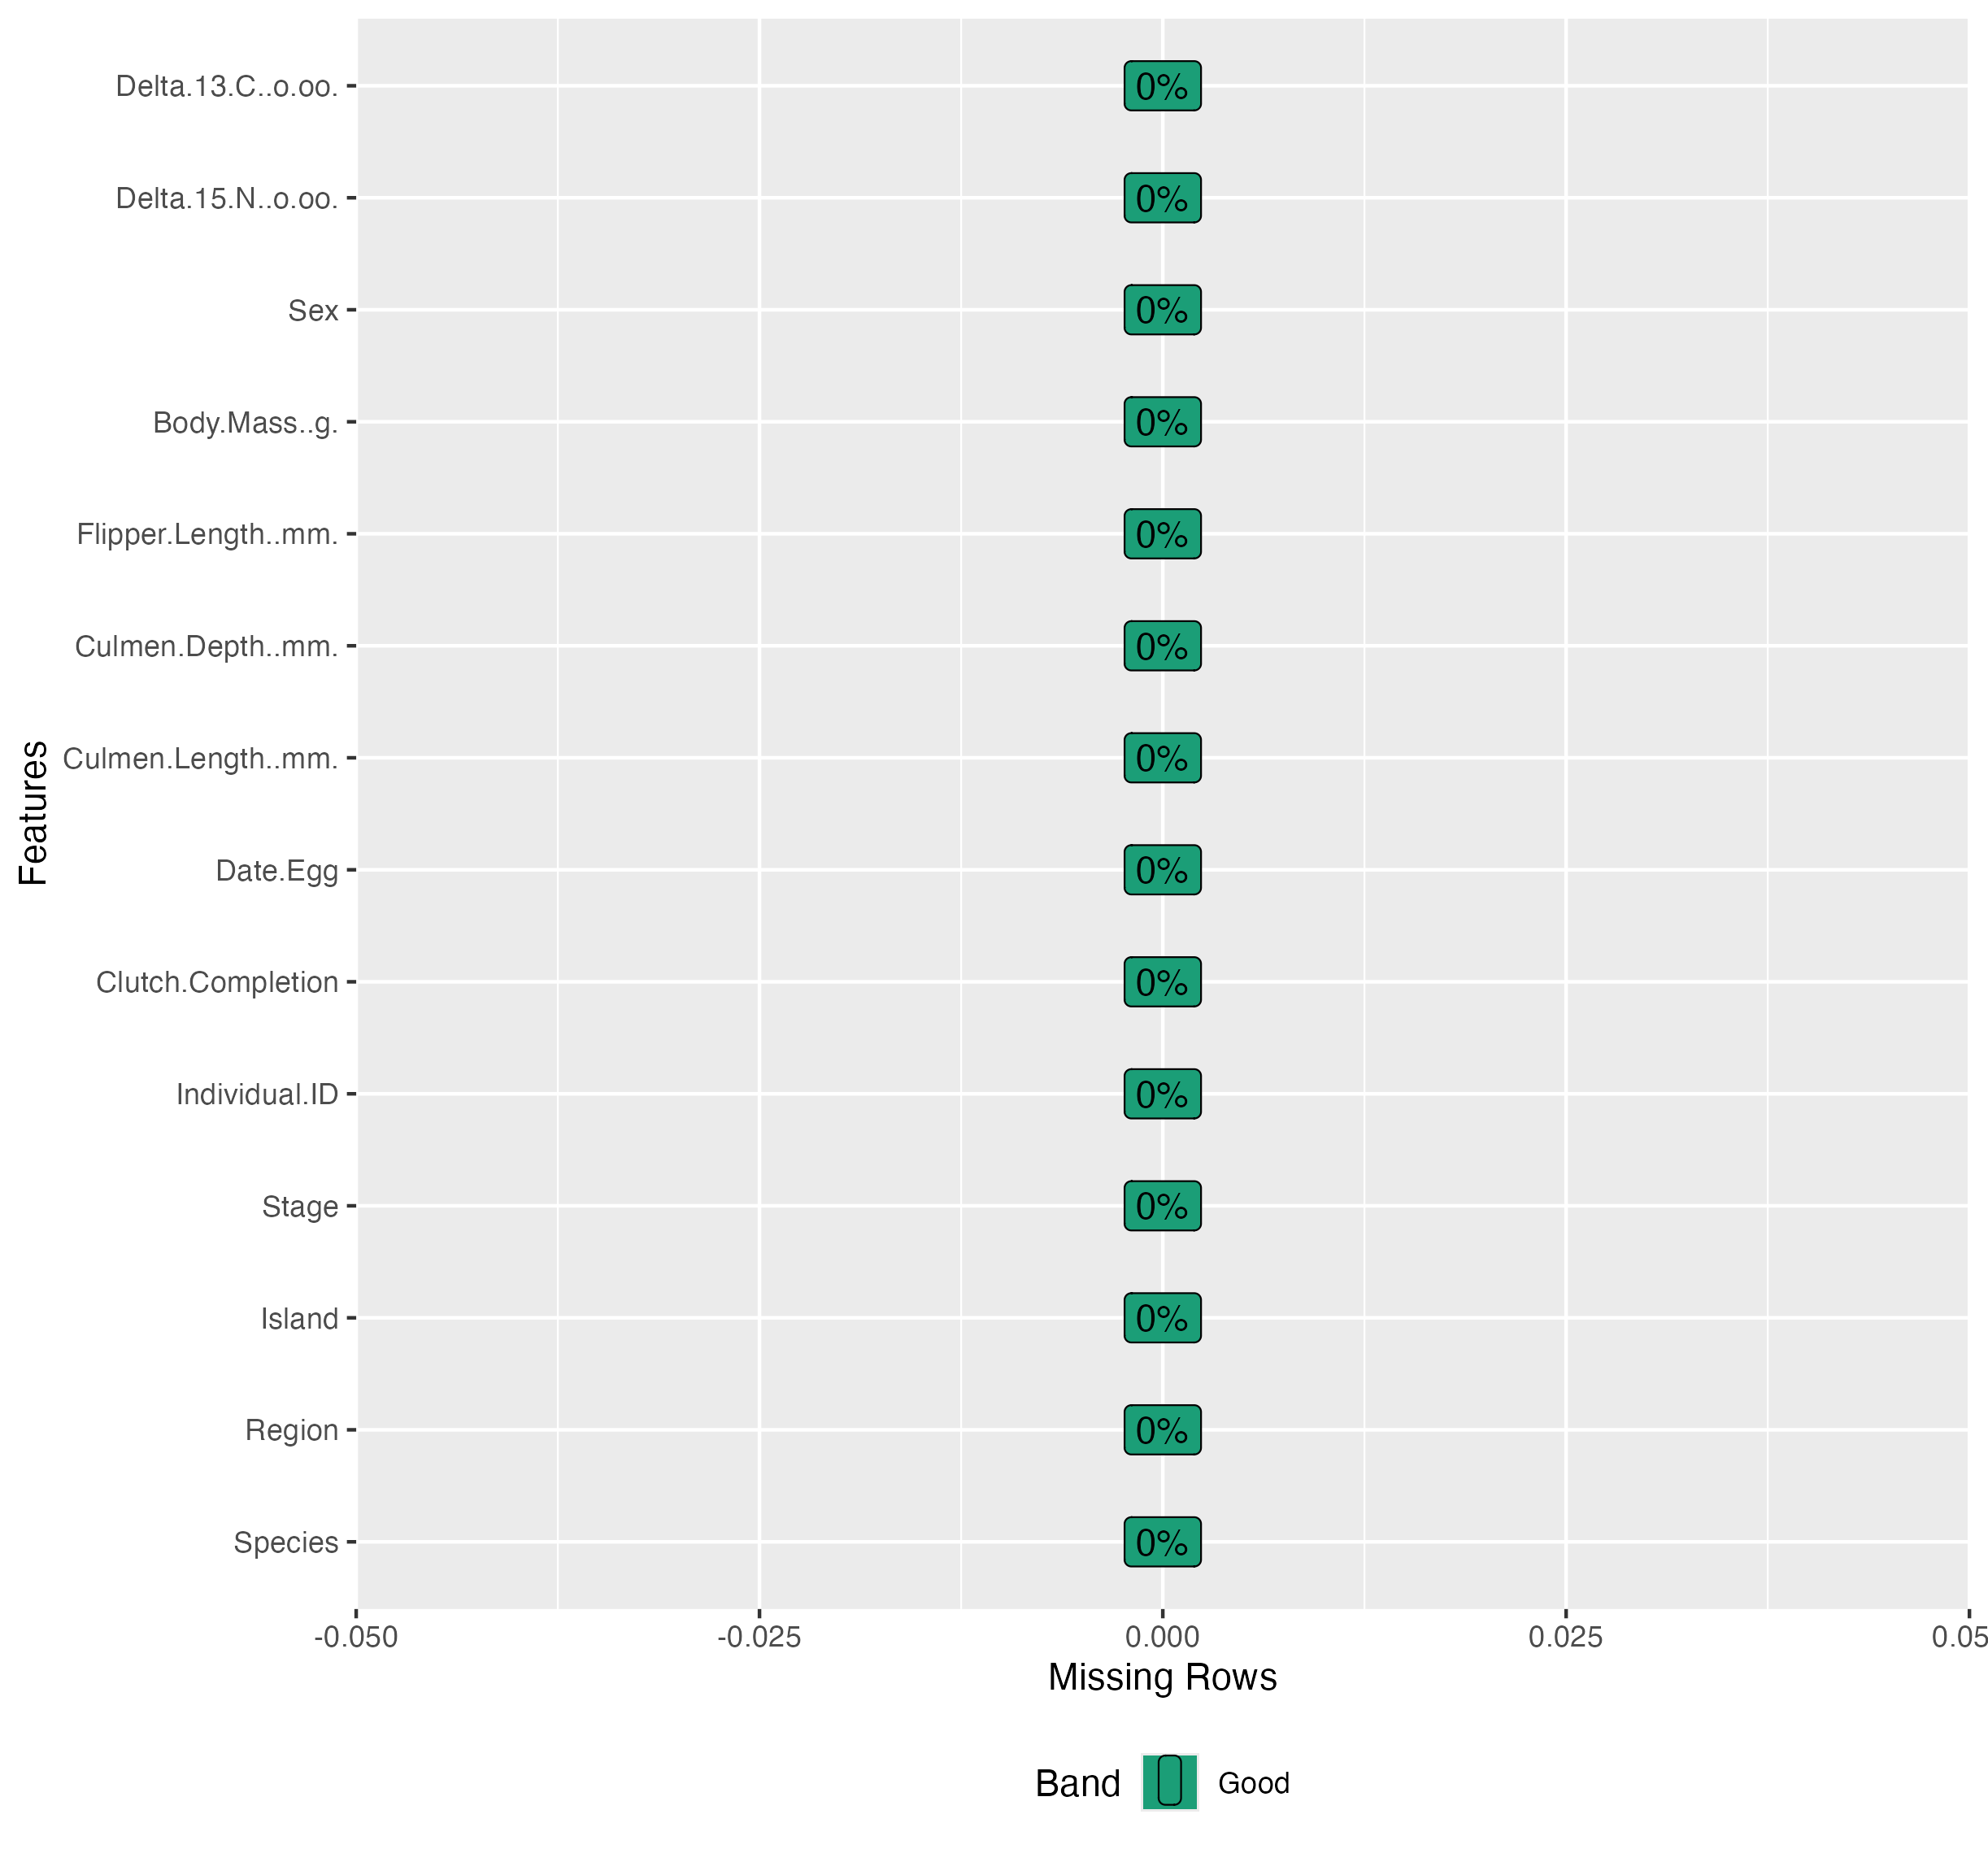 Delta.13.C..o.oo.
0%
Delta.15.N..o.oo.
0%
Sex
0%
Body.Mass..g.
0%
Flipper.Length..mm.
0%
Culmen.Depth..mm.
0%
Culmen.Length..mm.
0%
Date.Egg
0%
Clutch.Completion
0%
Individual.ID
0%
Stage
0%
Island
0%
Region
0%
Species
0%
Features
-0.050 -0.025 0.000 0.025 0.05
Missing Rows
Band Good